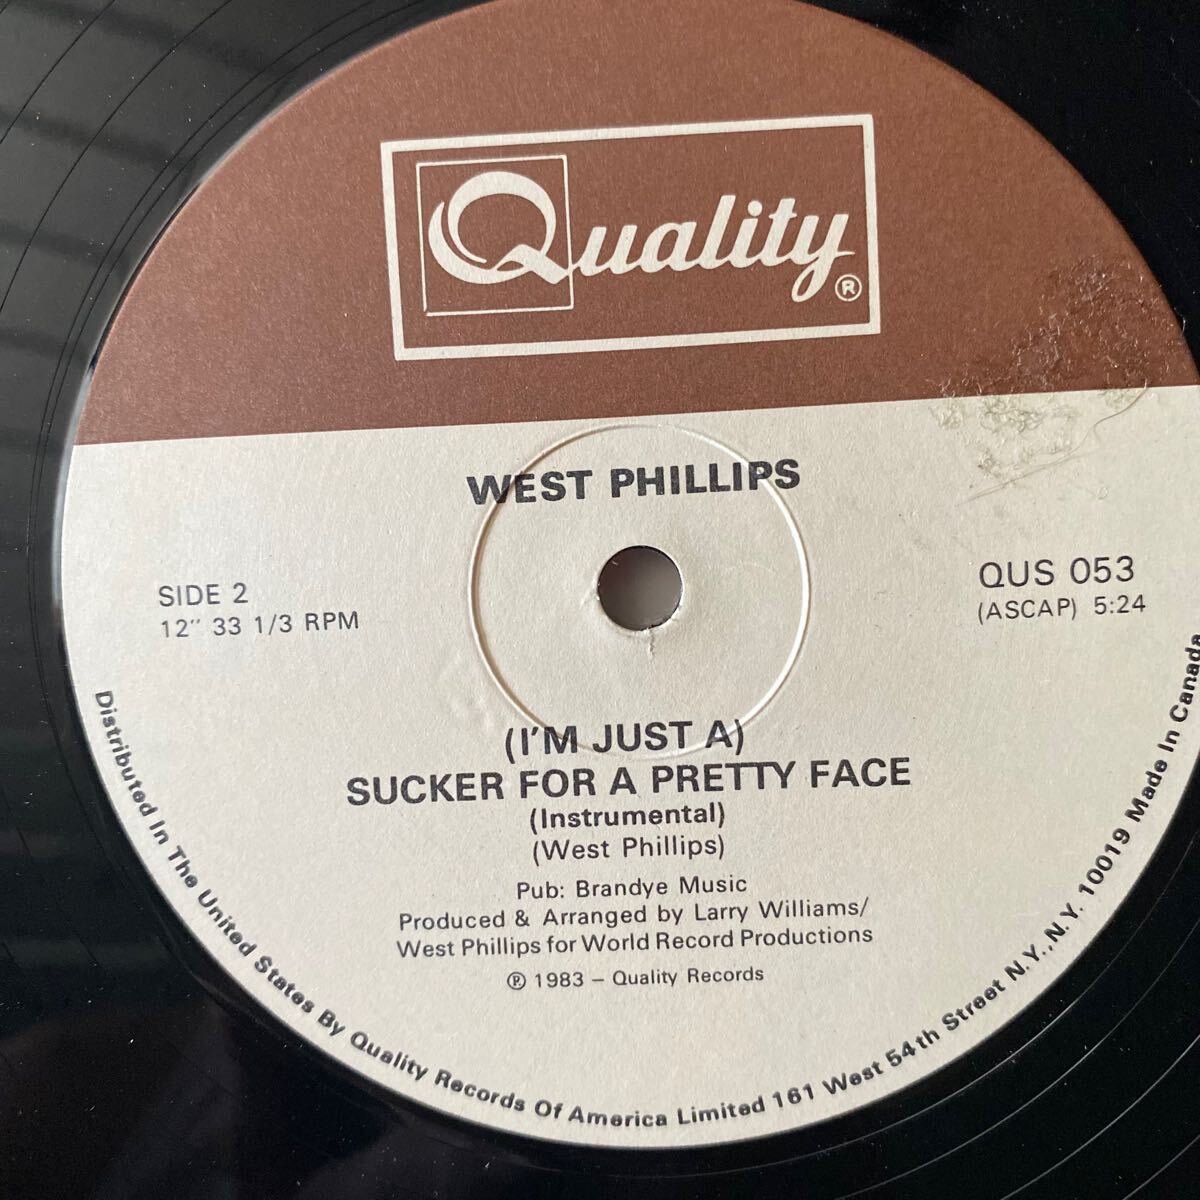 Quality®
WEST PHILLIPS
SIDE 2
12" 33 1/3 RPM
QUS 053
(ASCAP) 5:24
(I'M JUST A)
SUCKER FOR A PRETTY FACE
(Instrumental)
(West Phillips)
Pub: Brandye Music
Produced & Arranged by Larry Williams/
West Phillips for World Record Productions
℗ 1983 – Quality Records
Distributed In The United States By Quality Records Of America Limited 161 West 54th Street N.Y., N.Y. 10019 Made In Canada